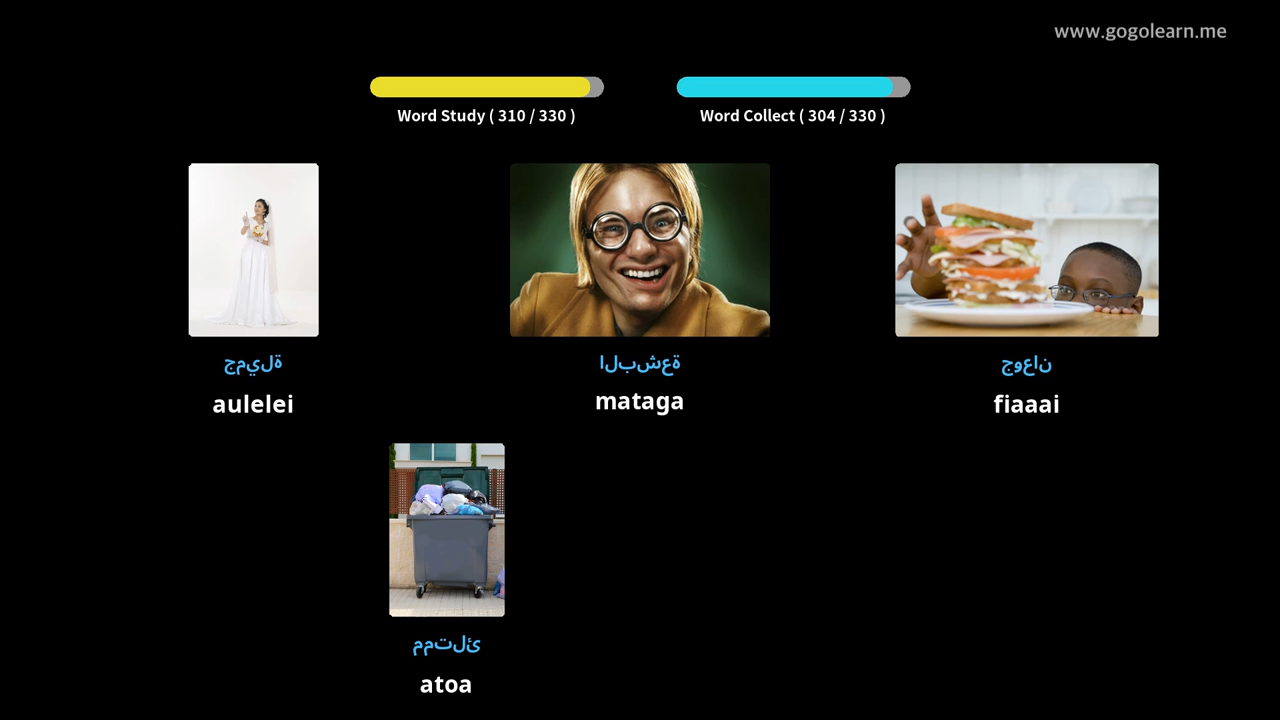 www.gogolearn.me
Word Study ( 310 / 330 )
Word Collect ( 304 / 330 )
جميلة
البشعة
جوعان
aulelei
mataga
fiaaai
ممتلئ
atoa